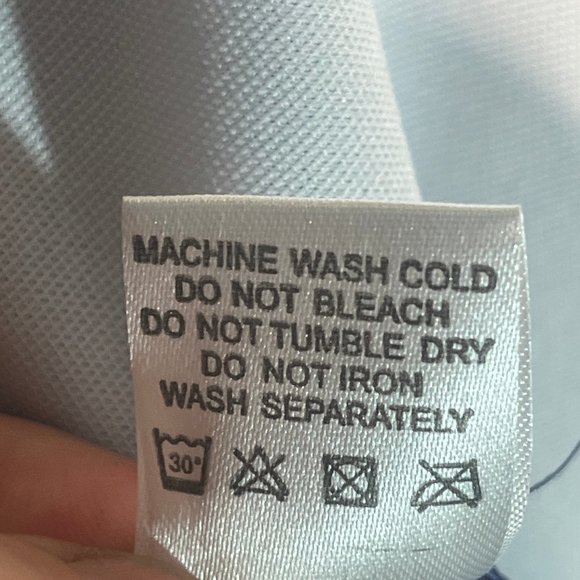 MACHINE WASH COLD
DO NOT BLEACH
DO NOT TUMBLE DRY
DO NOT IRON
WASH SEPARATELY
30°